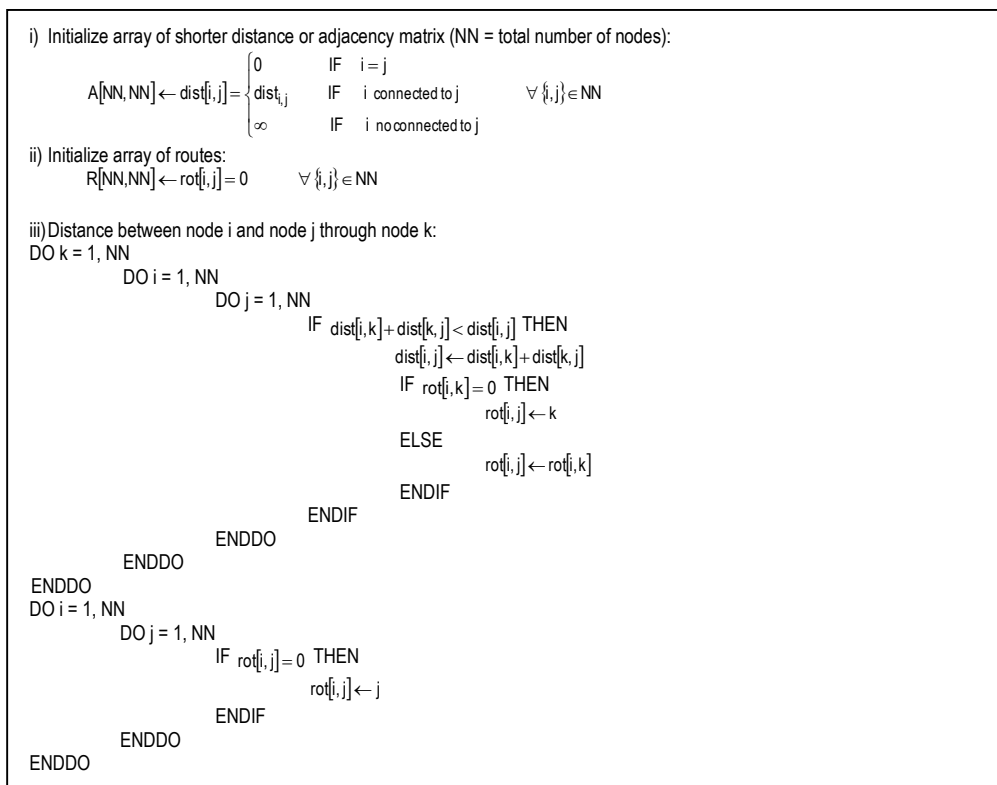 i) Initialize array of shorter distance or adjacency matrix (NN = total number of nodes):
0 IF i = j
A[NN,NN] ← dist[i, j] = { dist_{i,j} IF i connected to j ∀ {i,j} ∈ NN
∞ IF i no connected to j
ii) Initialize array of routes:
R[NN,NN] ← rot[i, j] = 0 ∀ {i,j} ∈ NN
iii) Distance between node i and node j through node k:
DO k = 1, NN
DO i = 1, NN
DO j = 1, NN
IF dist[i,k] + dist[k, j] < dist[i, j] THEN
dist[i, j] ← dist[i,k] + dist[k, j]
IF rot[i,k] = 0 THEN
rot[i, j] ← k
ELSE
rot[i, j] ← rot[i,k]
ENDIF
ENDIF
ENDDO
ENDDO
ENDDO
DO i = 1, NN
DO j = 1, NN
IF rot[i, j] = 0 THEN
rot[i, j] ← j
ENDIF
ENDDO
ENDDO